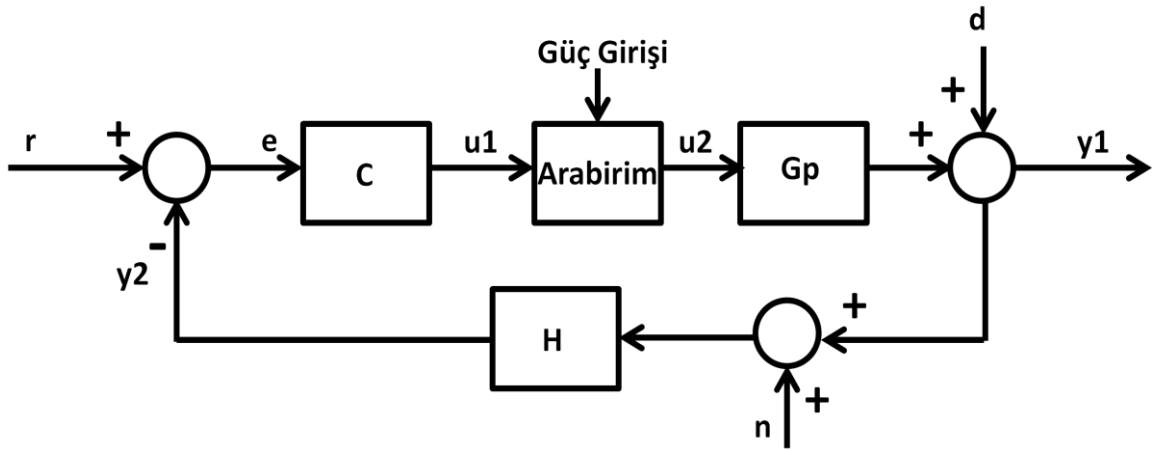 d
Güç Girişi
+
r
+
e
C
u1
Arabirim
u2
Gp
+
y1
-
y2
H
+
+
n